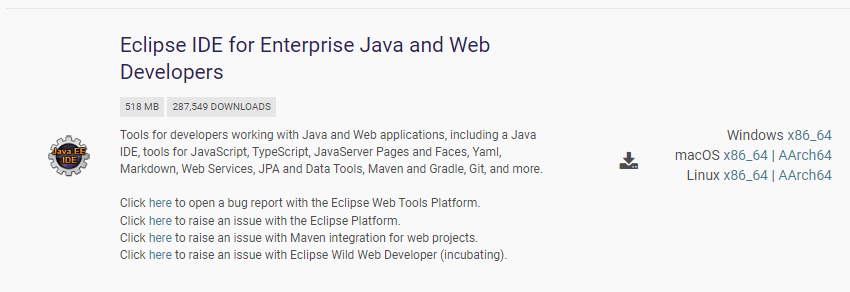 Eclipse IDE for Enterprise Java and Web
Developers
518 MB 287,549 DOWNLOADS
Java EE
IDE
Tools for developers working with Java and Web applications, including a Java
IDE, tools for JavaScript, TypeScript, JavaServer Pages and Faces, Yaml,
Markdown, Web Services, JPA and Data Tools, Maven and Gradle, Git, and more.
Click here to open a bug report with the Eclipse Web Tools Platform.
Click here to raise an issue with the Eclipse Platform.
Click here to raise an issue with Maven integration for web projects.
Click here to raise an issue with Eclipse Wild Web Developer (incubating).
Windows x86_64
macOS x86_64 | AArch64
Linux x86_64 | AArch64